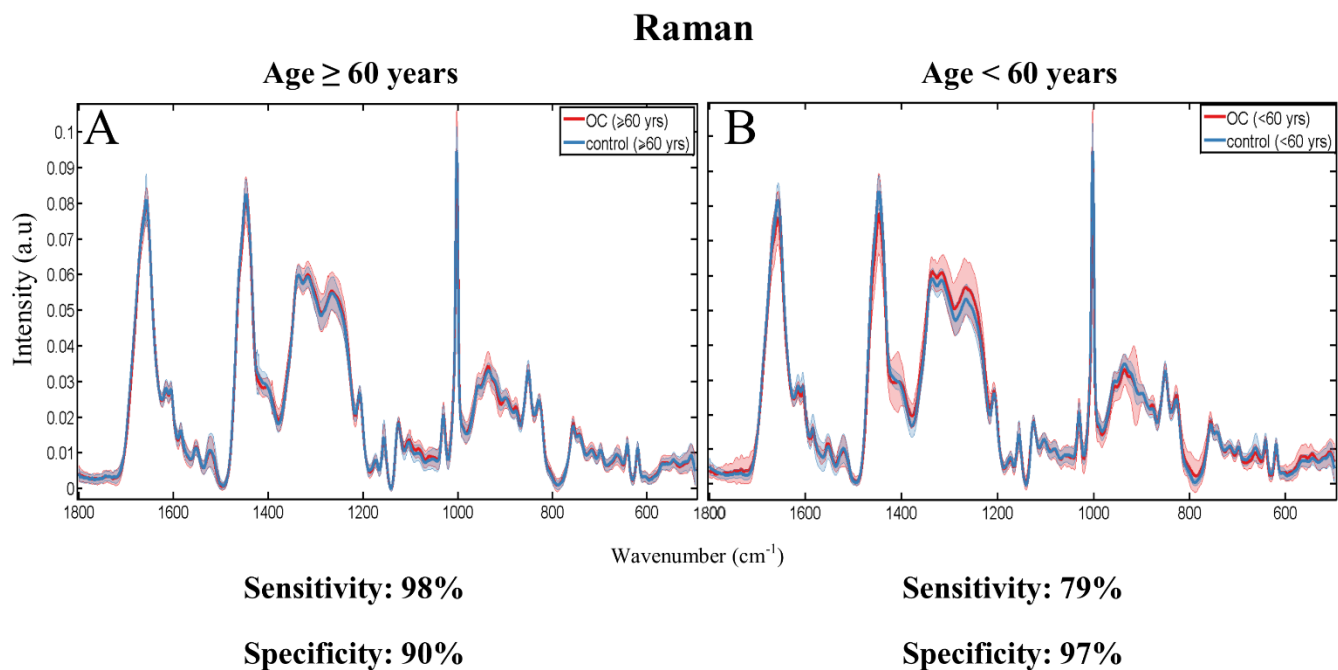 Raman
Age ≥ 60 years
Age < 60 years
A
OC (⩾60 yrs)
control (⩾60 yrs)
B
OC (<60 yrs)
control (<60 yrs)
Intensity (a.u)
0.1
0.09
0.08
0.07
0.06
0.05
0.04
0.03
0.02
0.01
0
1800 1600 1400 1200 1000 800 600
1800 1600 1400 1200 1000 800 600
Wavenumber (cm⁻¹)
Sensitivity: 98%
Sensitivity: 79%
Specificity: 90%
Specificity: 97%